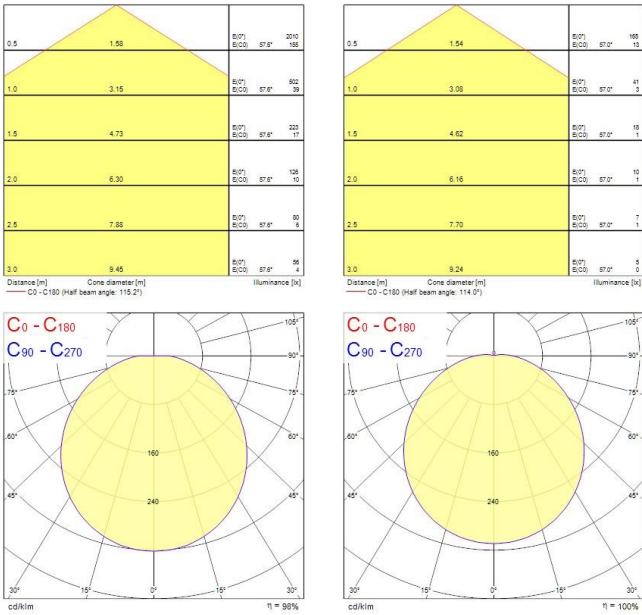 E(0°) 2010
0.5 1.58 E(C0) 57.6° 155
E(0°) 502
1.0 3.15 E(C0) 57.6° 39
E(0°) 223
1.5 4.73 E(C0) 57.6° 17
E(0°) 126
2.0 6.30 E(C0) 57.6° 10
E(0°) 80
2.5 7.88 E(C0) 57.6° 6
E(0°) 56
3.0 9.45 E(C0) 57.6° 4
Distance [m] Cone diameter [m] Illuminance [lx]
C0 - C180 (Half beam angle: 115.2°)
E(0°) 165
0.5 1.54 E(C0) 57.0° 13
E(0°) 41
1.0 3.08 E(C0) 57.0° 3
E(0°) 18
1.5 4.62 E(C0) 57.0° 1
E(0°) 10
2.0 6.16 E(C0) 57.0° 1
E(0°) 7
2.5 7.70 E(C0) 57.0° 1
E(0°) 5
3.0 9.24 E(C0) 57.0° 0
Distance [m] Cone diameter [m] Illuminance [lx]
C0 - C180 (Half beam angle: 114.0°)
C0 - C180
105°
C90 - C270
90°
75° 75°
60° 60°
160
45° 45°
240
30° 15° 0° 15° 30°
cd/klm η = 98%
C0 - C180
105°
C90 - C270
90°
75° 75°
60° 60°
160
45° 45°
240
30° 15° 0° 15° 30°
cd/klm η = 100%